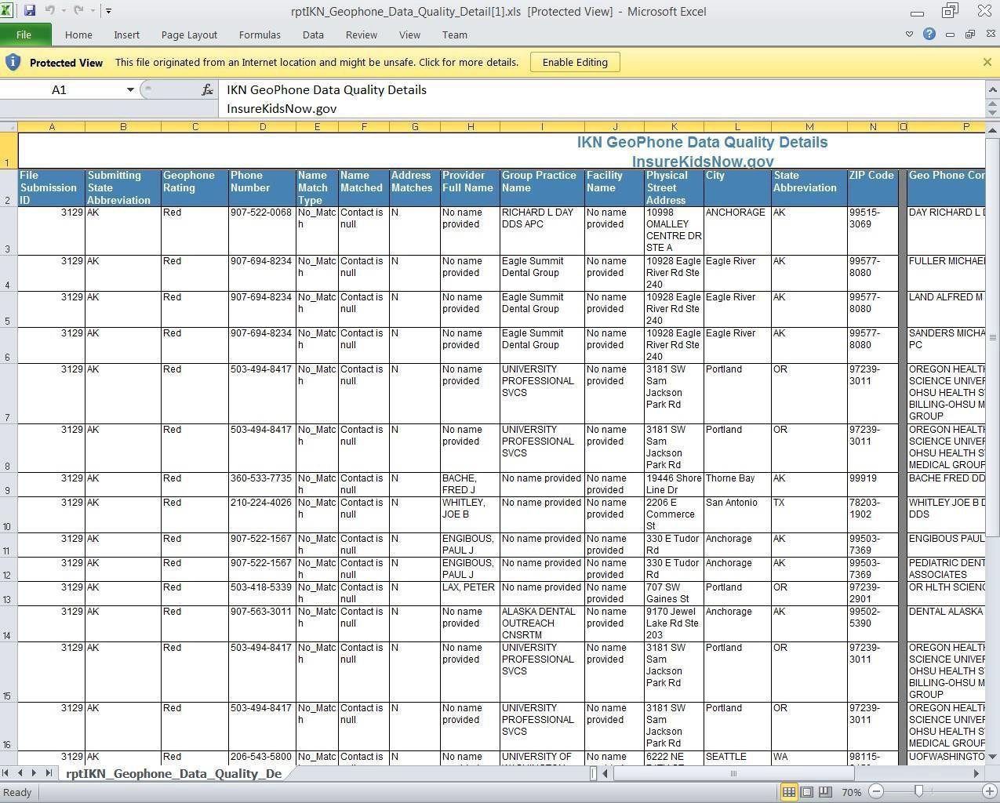 rptIKN_Geophone_Data_Quality_Detail[1].xls [Protected View] - Microsoft Excel
File Home Insert Page Layout Formulas Data Review View Team
Protected View This file originated from an Internet location and might be unsafe. Click for more details. Enable Editing
A1 fx IKN GeoPhone Data Quality Details
InsureKidsNow.gov
A B C D E F G H I J K L M N O P
1 IKN GeoPhone Data Quality Details
InsureKidsNow.gov
2 File Submission ID Submitting State Abbreviation Geophone Rating Phone Number Name Match Type Name Matched Address Matches Provider Full Name Group Practice Name Facility Name Physical Street Address City State Abbreviation ZIP Code Geo Phone Cor
3 3129 AK Red 907-522-0068 No_Match Contact is null N No name provided RICHARD L DAY DDS APC No name provided 10998 OMALLEY CENTRE DR STE A ANCHORAGE AK 99515-3069 DAY RICHARD L
4 3129 AK Red 907-694-8234 No_Match Contact is null N No name provided Eagle Summit Dental Group No name provided 10928 Eagle River Rd Ste 240 Eagle River AK 99577-8080 FULLER MICHAEL
5 3129 AK Red 907-694-8234 No_Match Contact is null N No name provided Eagle Summit Dental Group No name provided 10928 Eagle River Rd Ste 240 Eagle River AK 99577-8080 LAND ALFRED M
6 3129 AK Red 907-694-8234 No_Match Contact is null N No name provided Eagle Summit Dental Group No name provided 10928 Eagle River Rd Ste 240 Eagle River AK 99577-8080 SANDERS MICHA PC
7 3129 AK Red 503-494-8417 No_Match Contact is null N No name provided UNIVERSITY PROFESSIONAL SVCS No name provided 3181 SW Sam Jackson Park Rd Portland OR 97239-3011 OREGON HEALTH SCIENCE UNIVER OHSU HEALTH S BILLING-OHSU M GROUP
8 3129 AK Red 503-494-8417 No_Match Contact is null N No name provided UNIVERSITY PROFESSIONAL SVCS No name provided 3181 SW Sam Jackson Park Rd Portland OR 97239-3011 OREGON HEALTH SCIENCE UNIVER OHSU HEALTH S MEDICAL GROUP
9 3129 AK Red 360-533-7735 No_Match Contact is null N BACHE, FRED J No name provided No name provided 19446 Shore Line Dr Thorne Bay AK 99919 BACHE FRED DD
10 3129 AK Red 210-224-4026 No_Match Contact is null N WHITLEY, JOE B No name provided No name provided 2206 E Commerce St San Antonio TX 78203-1902 WHITLEY JOE B D DDS
11 3129 AK Red 907-522-1567 No_Match Contact is null N ENGIBOUS, PAUL J No name provided No name provided 330 E Tudor Rd Anchorage AK 99503-7369 ENGIBOUS PAUL
12 3129 AK Red 907-522-1567 No_Match Contact is null N ENGIBOUS, PAUL J No name provided No name provided 330 E Tudor Rd Anchorage AK 99503-7369 PEDIATRIC DENT ASSOCIATES
13 3129 AK Red 503-418-5339 No_Match Contact is null N LAX, PETER No name provided No name provided 707 SW Gaines St Portland OR 97239-2901 OR HLTH SCIENC
14 3129 AK Red 907-563-3011 No_Match Contact is null N No name provided ALASKA DENTAL OUTREACH CNSRTM No name provided 9170 Jewel Lake Rd Ste 203 Anchorage AK 99502-5390 DENTAL ALASKA
15 3129 AK Red 503-494-8417 No_Match Contact is null N No name provided UNIVERSITY PROFESSIONAL SVCS No name provided 3181 SW Sam Jackson Park Rd Portland OR 97239-3011 OREGON HEALTH SCIENCE UNIVER OHSU HEALTH S BILLING-OHSU M GROUP
16 3129 AK Red 503-494-8417 No_Match Contact is null N No name provided UNIVERSITY PROFESSIONAL SVCS No name provided 3181 SW Sam Jackson Park Rd Portland OR 97239-3011 OREGON HEALTH SCIENCE UNIVER OHSU HEALTH S MEDICAL GROUP
3129 AK Red 206-543-5800 No_Match Contact is null N No name UNIVERSITY OF No name 6222 NE SEATTLE WA 98115- UOFWASHINGTO
rptIKN_Geophone_Data_Quality_De
Ready 70%